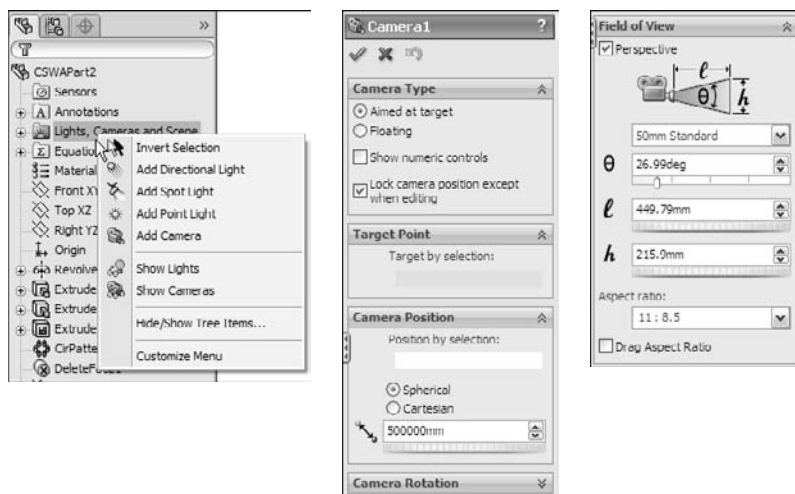 CSWAPart2
Sensors
Annotations
Lights, Cameras and Scene
Equatio
Material
Front X
Top XZ
Right YZ
Origin
Revolve
Extrude
Extrude
Extrude
CirPatte
DeleteF
Invert Selection
Add Directional Light
Add Spot Light
Add Point Light
Add Camera
Show Lights
Show Cameras
Hide/Show Tree Items...
Customize Menu
Camera1
?
Camera Type
Aimed at target
Floating
Show numeric controls
Lock camera position except
when editing
Target Point
Target by selection:
Camera Position
Position by selection:
Spherical
Cartesian
500000mm
Camera Rotation
Field of View
Perspective
ℓ
θ
h
50mm Standard
θ 26.99deg
ℓ 449.79mm
h 215.9mm
Aspect ratio:
11 : 8.5
Drag Aspect Ratio